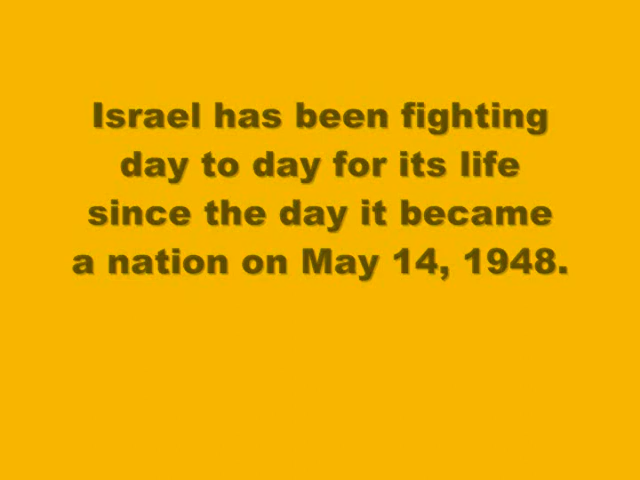 Israel has been fighting
day to day for its life
since the day it became
a nation on May 14, 1948.